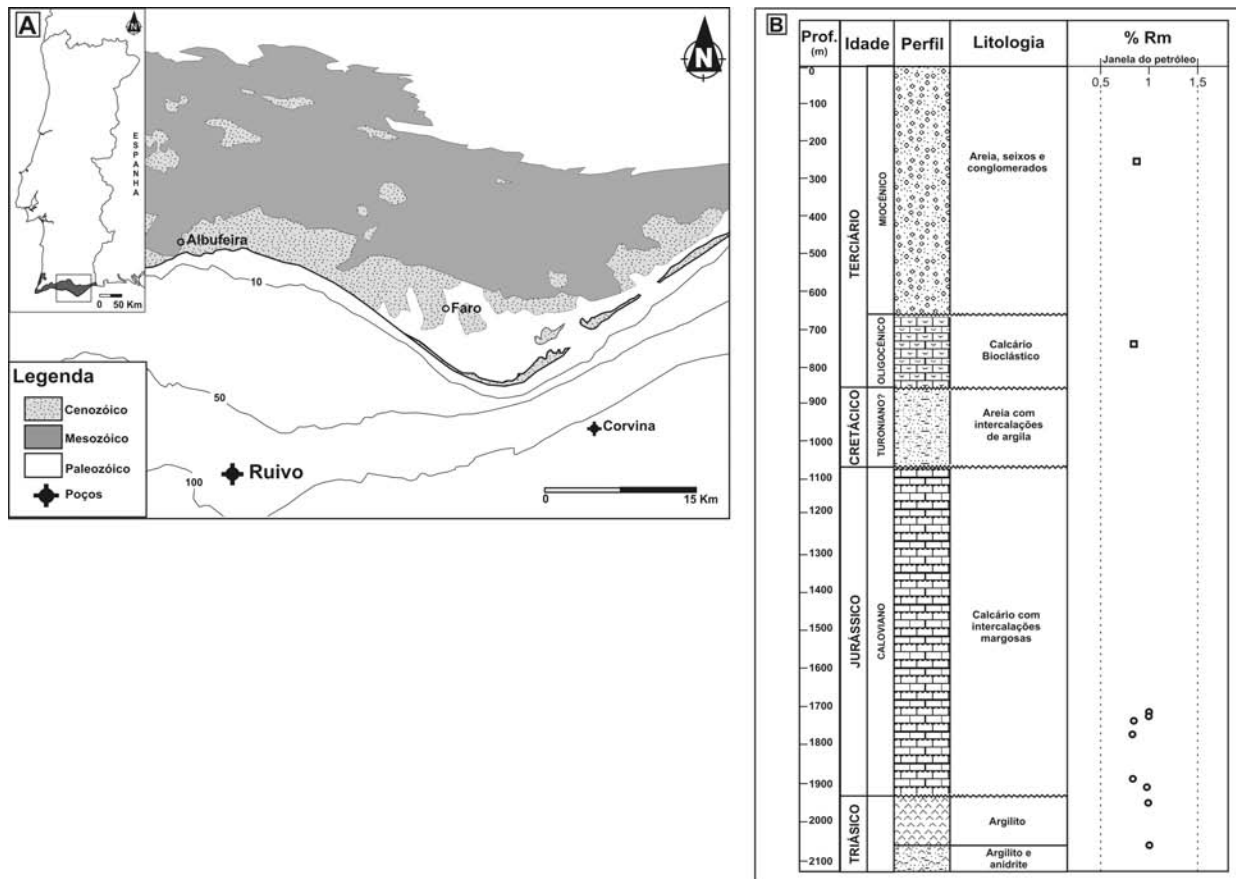 A
N
ESPANHA
0 50 Km
N
Albufeira
10
Faro
50
Corvina
Ruivo
100
0 15 Km
Legenda
Cenozóico
Mesozóico
Paleozóico
Poços
B
Prof. (m)
Idade
Perfil
Litologia
% Rm
Janela do petróleo
0,5 1 1,5
0
100
200
300
400
500
600
700
800
900
1000
1100
1200
1300
1400
1500
1600
1700
1800
1900
2000
2100
TERCIÁRIO
MIOCÉNICO
Areia, seixos e
conglomerados
OLIGOCÉNICO
Calcário
Bioclástico
CRETÁCICO
TURONIANO?
Areia com
intercalações
de argila
JURÁSSICO
CALOVIANO
Calcário com
intercalações
margosas
TRIÁSICO
Argilito
Argilito e
anidrite